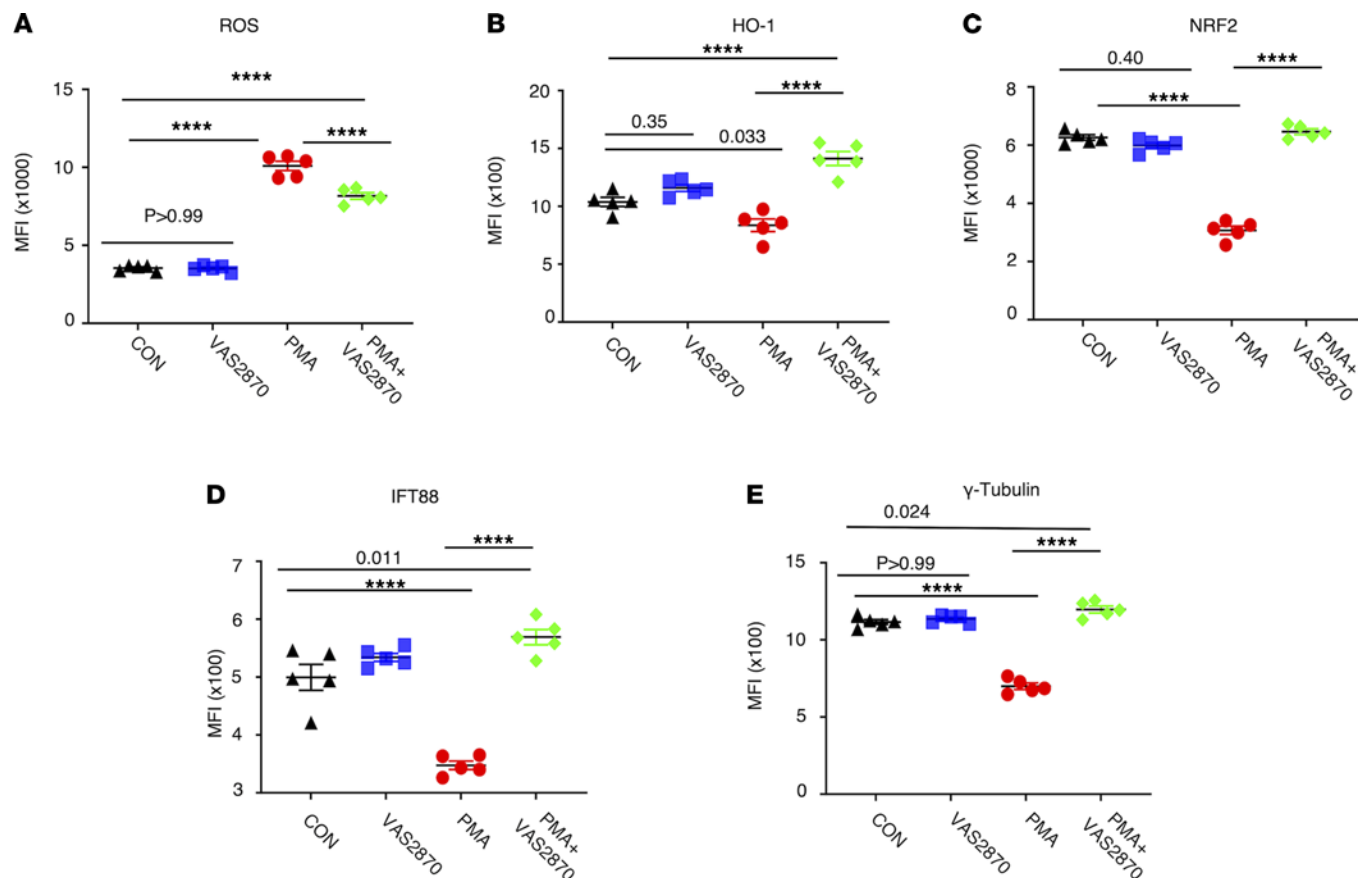 A
ROS
****
****
****
P>0.99
MFI (x1000)
15
10
5
0
CON
VAS2870
PMA
PMA+
VAS2870
B
HO-1
****
****
0.35
0.033
MFI (x100)
20
15
10
5
0
CON
VAS2870
PMA
PMA+
VAS2870
C
NRF2
0.40
****
****
MFI (x1000)
8
6
4
2
0
CON
VAS2870
PMA
PMA+
VAS2870
D
IFT88
****
0.011
****
MFI (x100)
7
6
5
4
3
CON
VAS2870
PMA
PMA+
VAS2870
E
γ-Tubulin
0.024
****
P>0.99
****
MFI (x100)
15
10
5
0
CON
VAS2870
PMA
PMA+
VAS2870